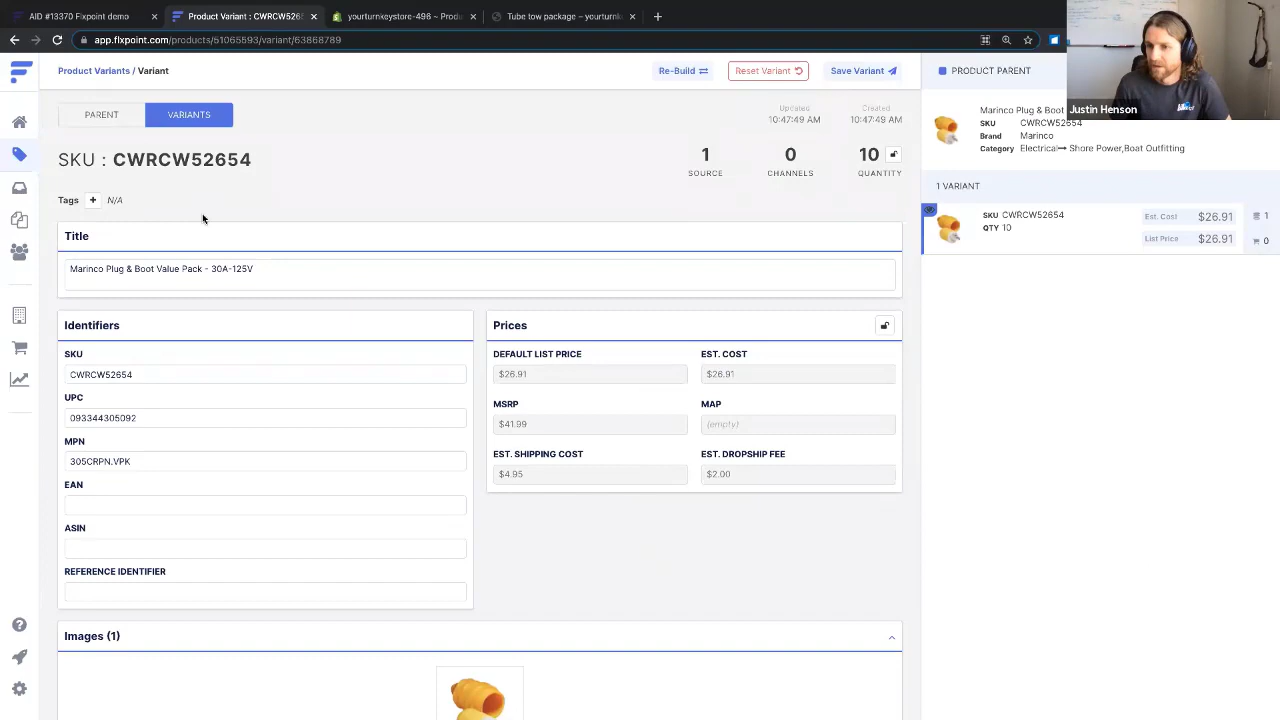 AID #13370 Flxpoint demo
Product Variant : CWRCW5265
yourturnkeystore-496 ~ Produ
Tube tow package – yourturnk
app.flxpoint.com/products/51065593/variant/63868789
Product Variants / Variant
Re-Build
Reset Variant
Save Variant
PRODUCT PARENT
PARENT
VARIANTS
Updated
10:47:49 AM
Created
10:47:49 AM
Marinco Plug & Boot
Justin Henson
SKU CWRCW52654
Brand Marinco
Category Electrical→ Shore Power,Boat Outfitting
SKU : CWRCW52654
1
SOURCE
0
CHANNELS
10
QUANTITY
1 VARIANT
Tags + N/A
SKU CWRCW52654
QTY 10
Est. Cost $26.91
List Price $26.91
1
0
Title
Marinco Plug & Boot Value Pack - 30A-125V
Identifiers
SKU
CWRCW52654
UPC
093344305092
MPN
305CRPN.VPK
EAN
ASIN
REFERENCE IDENTIFIER
Prices
DEFAULT LIST PRICE
$26.91
EST. COST
$26.91
MSRP
$41.99
MAP
(empty)
EST. SHIPPING COST
$4.95
EST. DROPSHIP FEE
$2.00
Images (1)